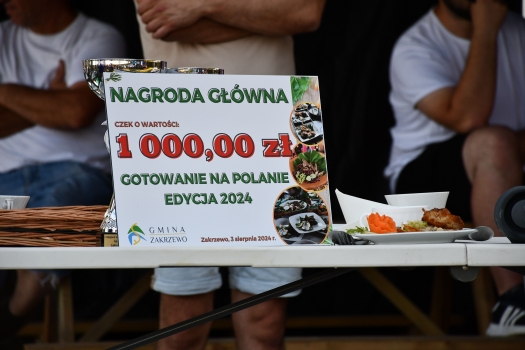 NAGRODA GŁÓWNA
CZEK O WARTOŚCI:
1 000,00 zł
GOTOWANIE NA POLANIE
EDYCJA 2024
GMINA
ZAKRZEWO
Zakrzewo, 3 sierpnia 2024 r.